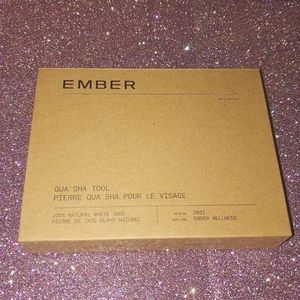 EMBER
GUA SHA TOOL
PIERRE GUA SHA POUR LE VISAGE
100% NATURAL WHITE JADE
PIERRE DE JADE BLANC NATUREL
2021
EMBER WELLNESS